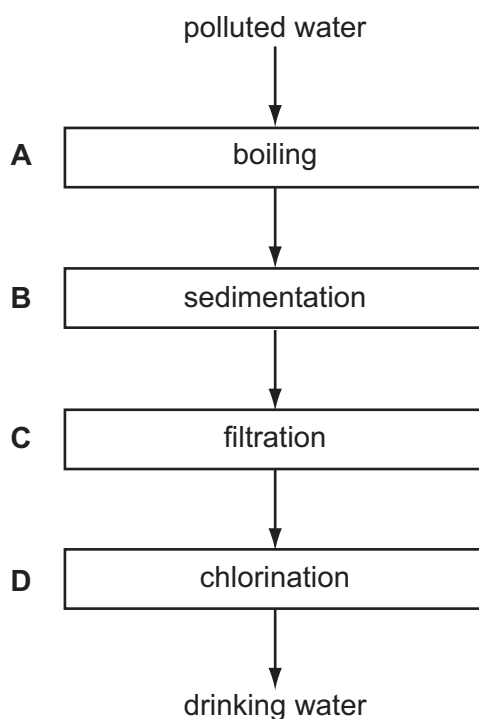 polluted water
A boiling
B sedimentation
C filtration
D chlorination
drinking water